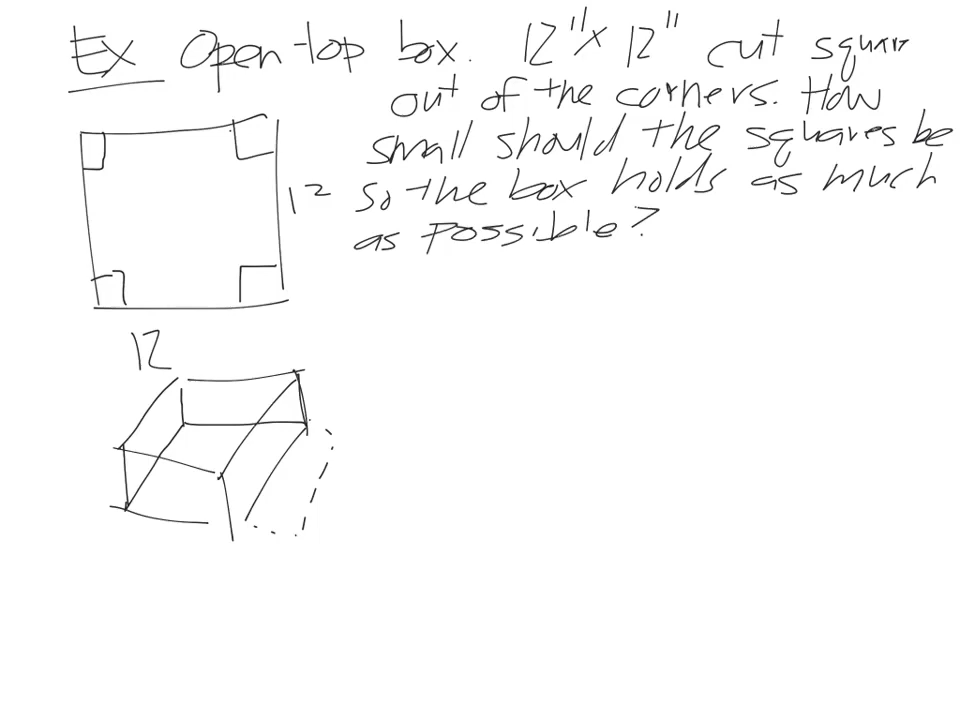 Ex Open-top box. 12" x 12" cut square
out of the corners. How
small should the squares be
12 so the box holds as much
as possible?
12